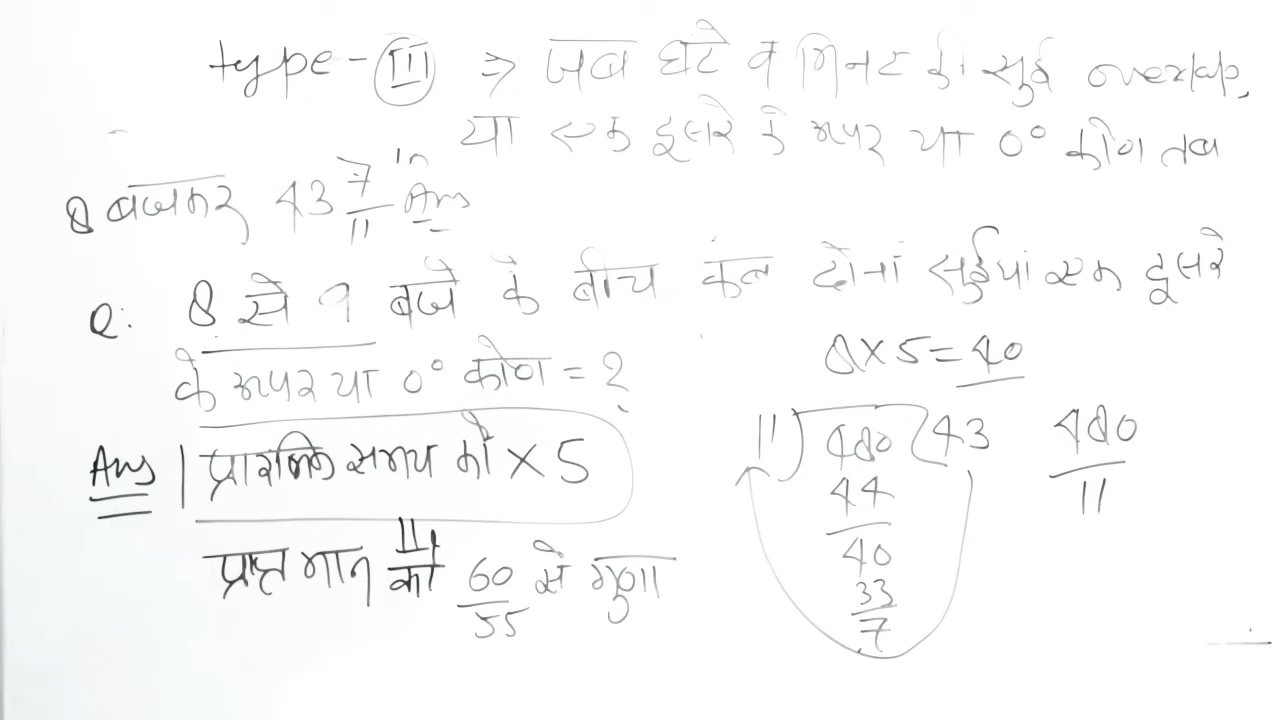 type-III ⇒ जब घंटे व मिनट की सुई overlap,
या एक दूसरे के ऊपर या 0° कोण तब
8 बजकर 43 7/11 in Ans
Q. 8 से 9 बजे के बीच कब दोनों सुईयां एक दूसरे
के ऊपर या 0° कोण = ?
8 × 5 = 40
Ans | प्रारम्भिक समय को × 5
11) 480 (43
480/11
44
40
33
7
प्राप्त मान को 60/55 से गुणा